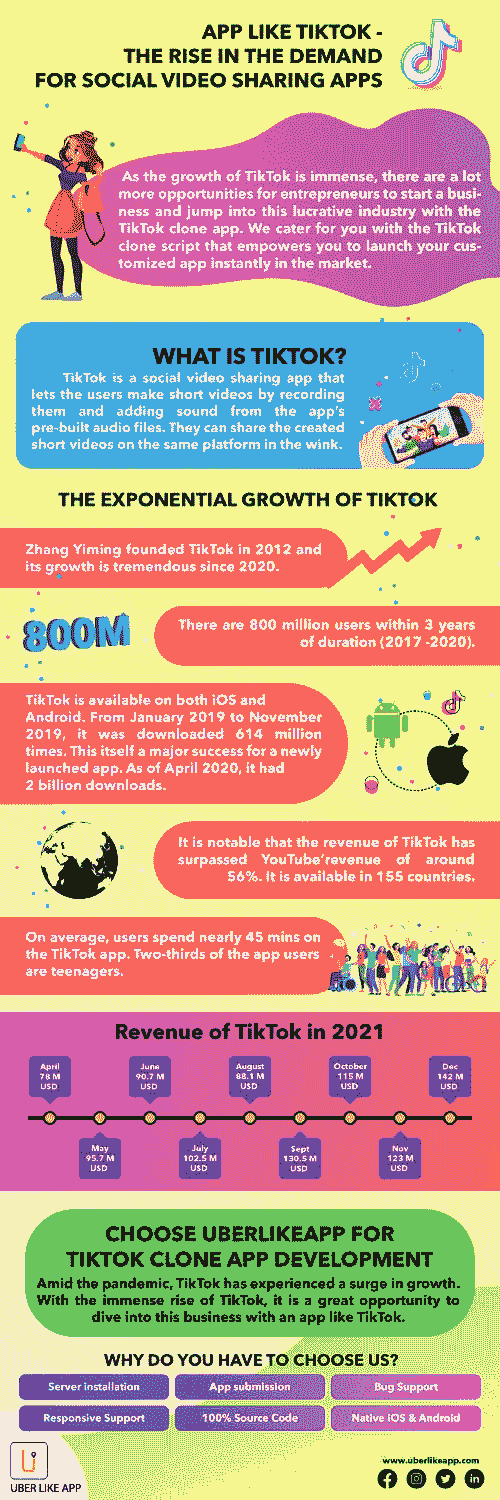 APP LIKE TIKTOK -
THE RISE IN THE DEMAND
FOR SOCIAL VIDEO SHARING APPS
As the growth of TikTok is immense, there are a lot
more opportunities for entrepreneurs to start a busi-
ness and jump into this lucrative industry with the
TikTok clone app. We cater for you with the TikTok
clone script that empowers you to launch your cus-
tomized app instantly in the market.
WHAT IS TIKTOK?
TikTok is a social video sharing app that
lets the users make short videos by recording
them and adding sound from the app's
pre-built audio files. They can share the created
short videos on the same platform in the wink.
THE EXPONENTIAL GROWTH OF TIKTOK
Zhang Yiming founded TikTok in 2012 and
its growth is tremendous since 2020.
800M
There are 800 million users within 3 years
of duration (2017 -2020).
TikTok is available on both iOS and
Android. From January 2019 to November
2019, it was downloaded 614 million
times. This itself a major success for a newly
launched app. As of April 2020, it had
2 billion downloads.
It is notable that the revenue of TikTok has
surpassed YouTube'revenue of around
56%. It is available in 155 countries.
On average, users spend nearly 45 mins on
the TikTok app. Two-thirds of the app users
are teenagers.
Revenue of TikTok in 2021
April
78 M
USD
June
90.7 M
USD
August
88.1 M
USD
October
115 M
USD
Dec
142 M
USD
May
95.7 M
USD
July
102.5 M
USD
Sept
130.5 M
USD
Nov
123 M
USD
CHOOSE UBERLIKEAPP FOR
TIKTOK CLONE APP DEVELOPMENT
Amid the pandemic, TikTok has experienced a surge in growth.
With the immense rise of TikTok, it is a great opportunity to
dive into this business with an app like TikTok.
WHY DO YOU HAVE TO CHOOSE US?
Server installation
App submission
Bug Support
Responsive Support
100% Source Code
Native iOS & Android
UBER LIKE APP
www.uberlikeapp.com